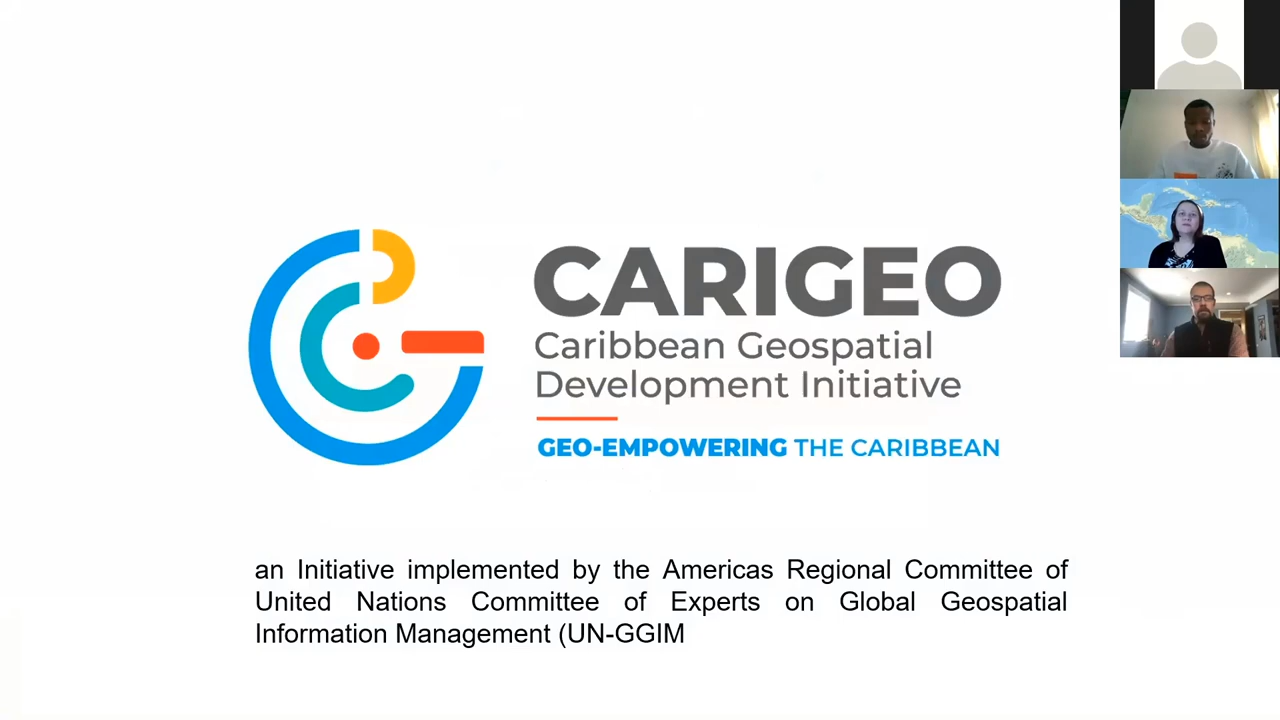 CARIGEO
Caribbean Geospatial
Development Initiative
GEO-EMPOWERING THE CARIBBEAN
an Initiative implemented by the Americas Regional Committee of
United Nations Committee of Experts on Global Geospatial
Information Management (UN-GGIM